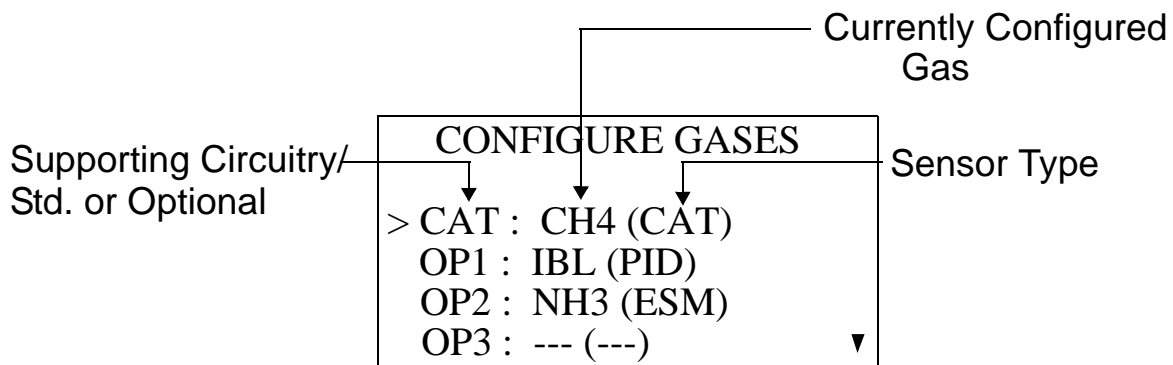 Currently Configured
Gas
CONFIGURE GASES
Supporting Circuitry/
Std. or Optional
Sensor Type
> CAT : CH4 (CAT)
OP1 : IBL (PID)
OP2 : NH3 (ESM)
OP3 : --- (---)